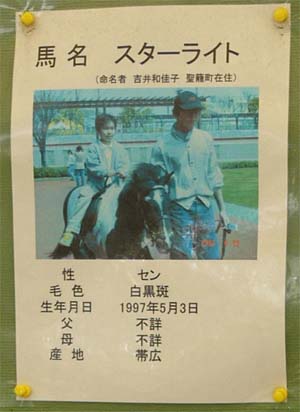 馬名　スターライト
（命名者　吉井和佳子　聖籠町在住）
性　セン
毛色　白黒斑
生年月日　1997年5月3日
父　不詳
母　不詳
産地　帯広